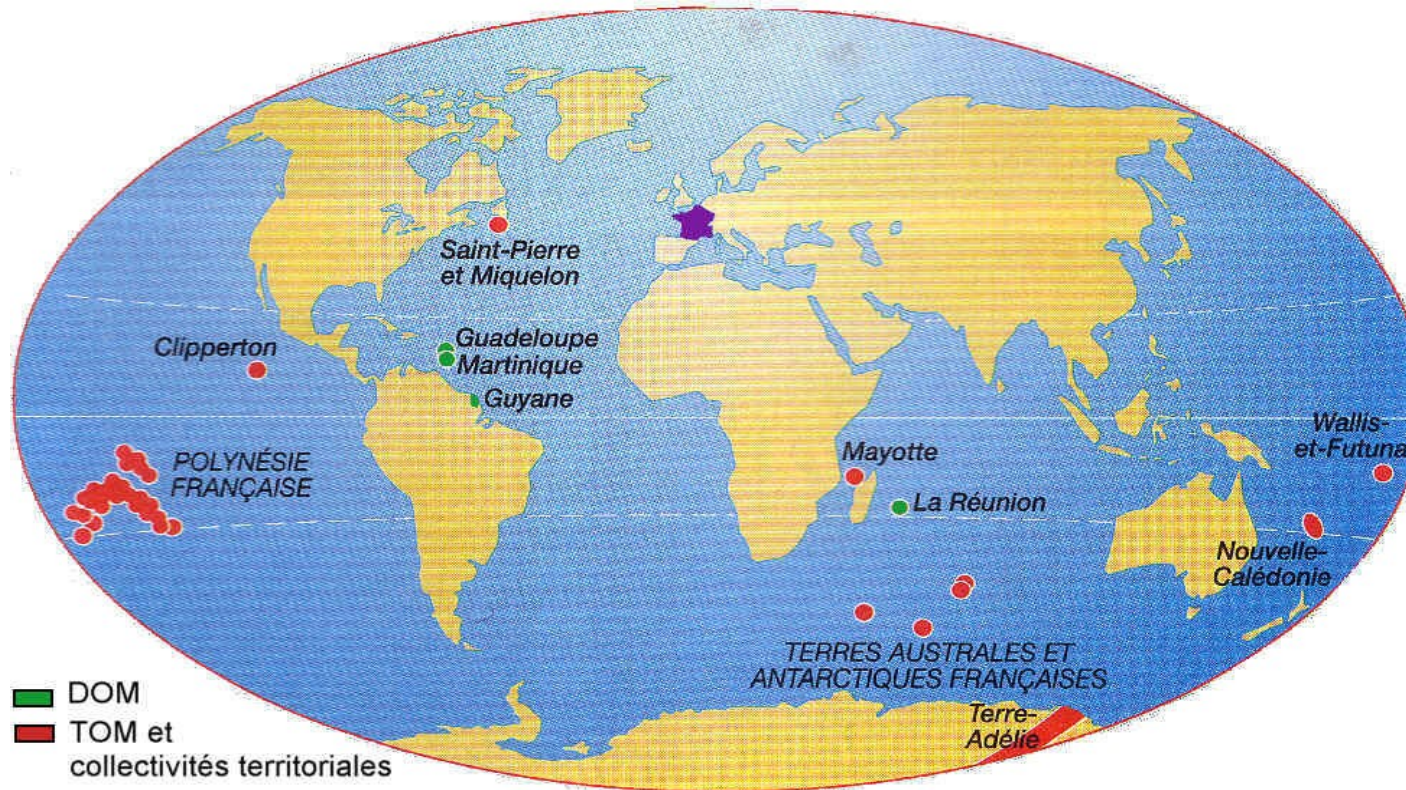 Saint-Pierre
et Miquelon
Clipperton
Guadeloupe
Martinique
Guyane
POLYNÉSIE
FRANÇAISE
Mayotte
La Réunion
Wallis-
et-Futuna
Nouvelle-
Calédonie
TERRES AUSTRALES ET
ANTARCTIQUES FRANÇAISES
Terre-
Adélie
DOM
TOM et
collectivités territoriales